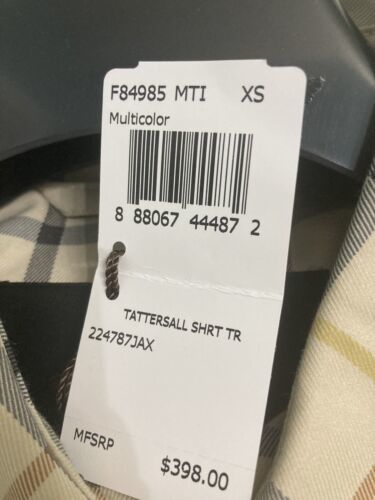 F84985 MTI XS
Multicolor
8 88067 44487 2
TATTERSALL SHRT TR
224787JAX
MFSRP
$398.00